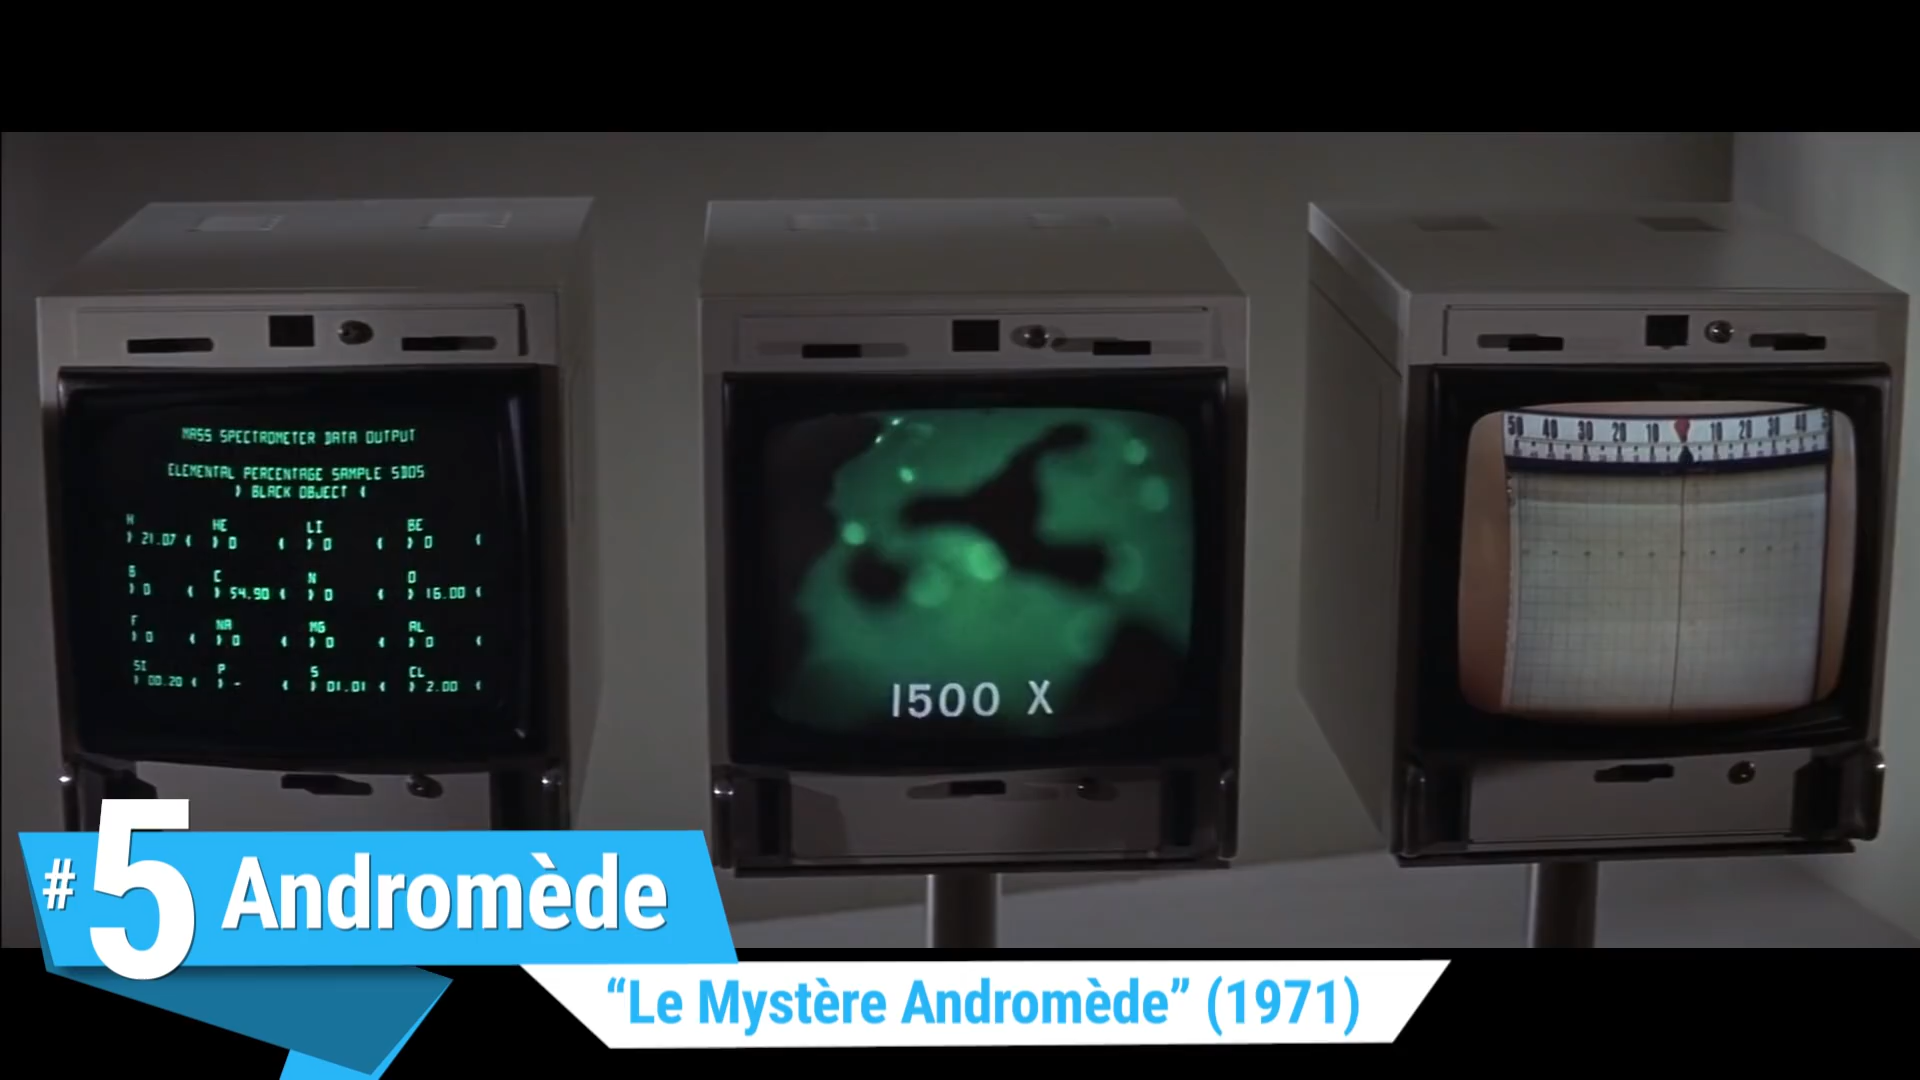 MASS SPECTROMETER DATA OUTPUT
ELEMENTAL PERCENTAGE SAMPLE SDOS
BLACK OBJECT
H HE LI BE
21.07 0 0 0
B C N O
0 54.90 0 16.00
F NA MG AL
0 0 0 0
SI P S CL
00.20 - 01.01 2.00
1500 X
50 40 30 20 10 10 20 30 40
#5 Andromède
“Le Mystère Andromède” (1971)